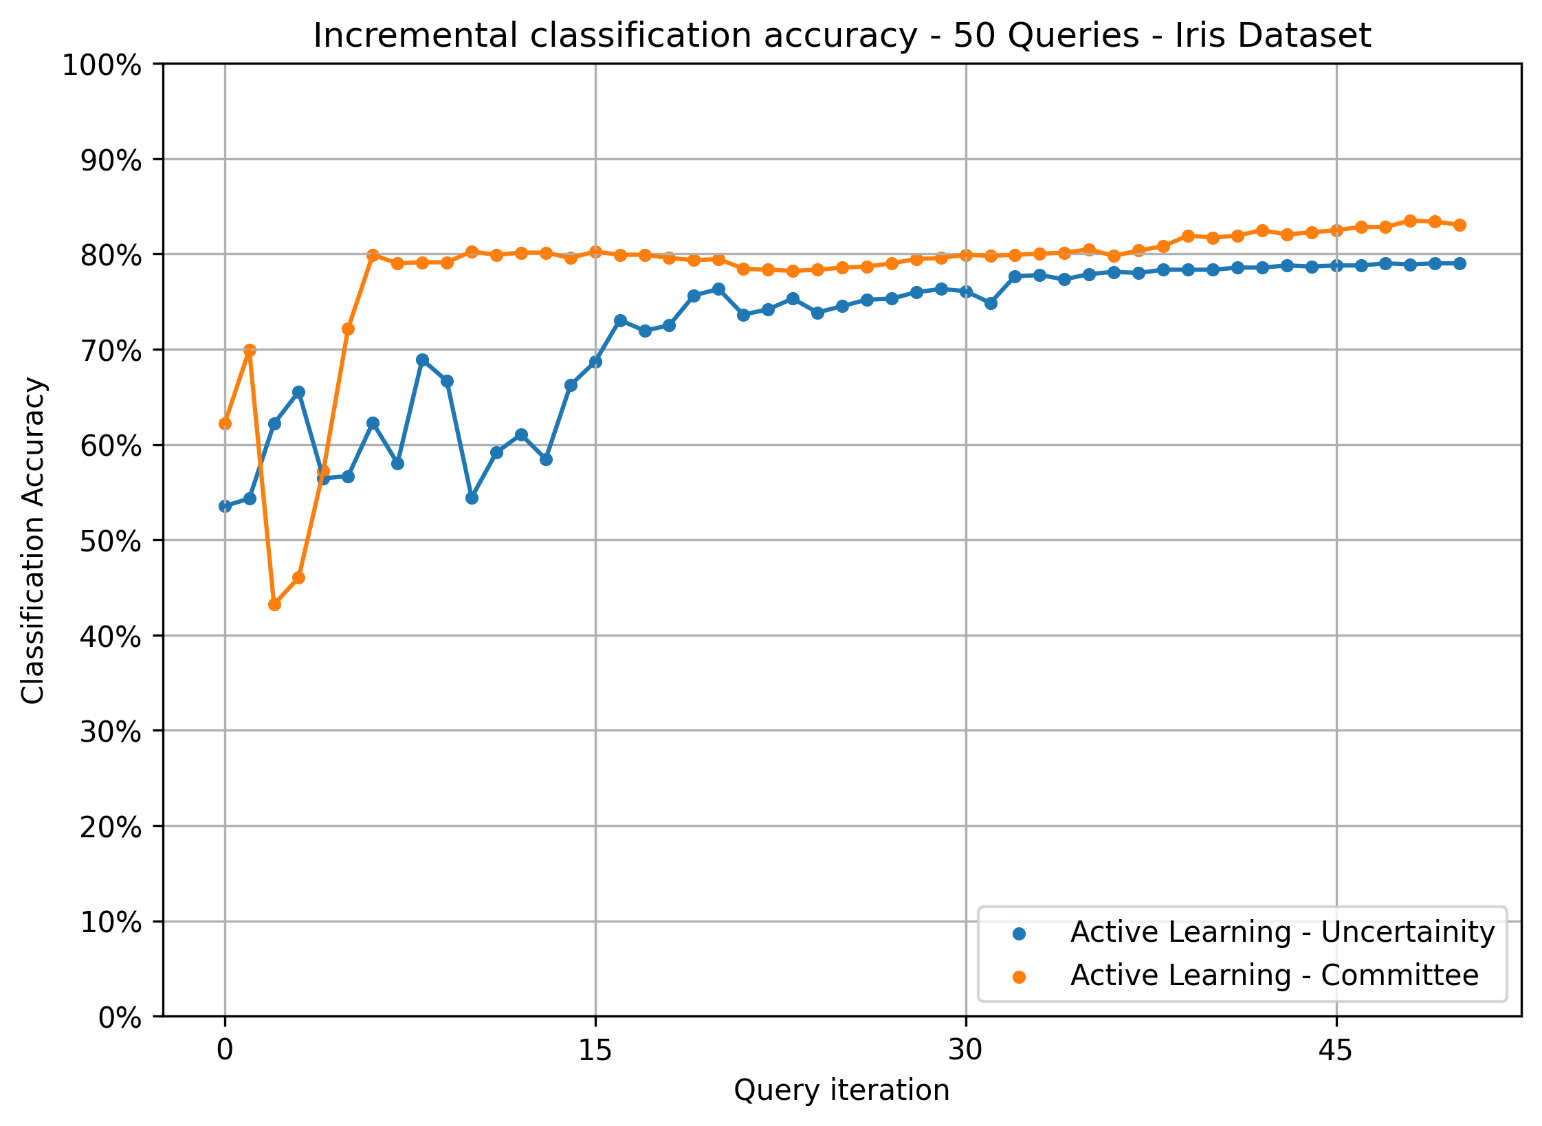 Incremental classification accuracy - 50 Queries - Iris Dataset
100%
90%
80%
70%
60%
50%
40%
30%
20%
10%
0%
Classification Accuracy
0 15 30 45
Query iteration
Active Learning - Uncertainity
Active Learning - Committee